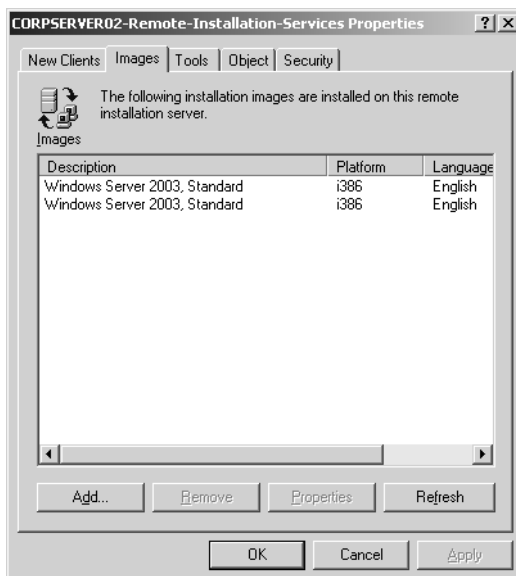 CORPSERVER02-Remote-Installation-Services Properties
New Clients Images Tools Object Security
The following installation images are installed on this remote
installation server.
Images
Description Platform Language
Windows Server 2003, Standard i386 English
Windows Server 2003, Standard i386 English
Add... Remove Properties Refresh
OK Cancel Apply